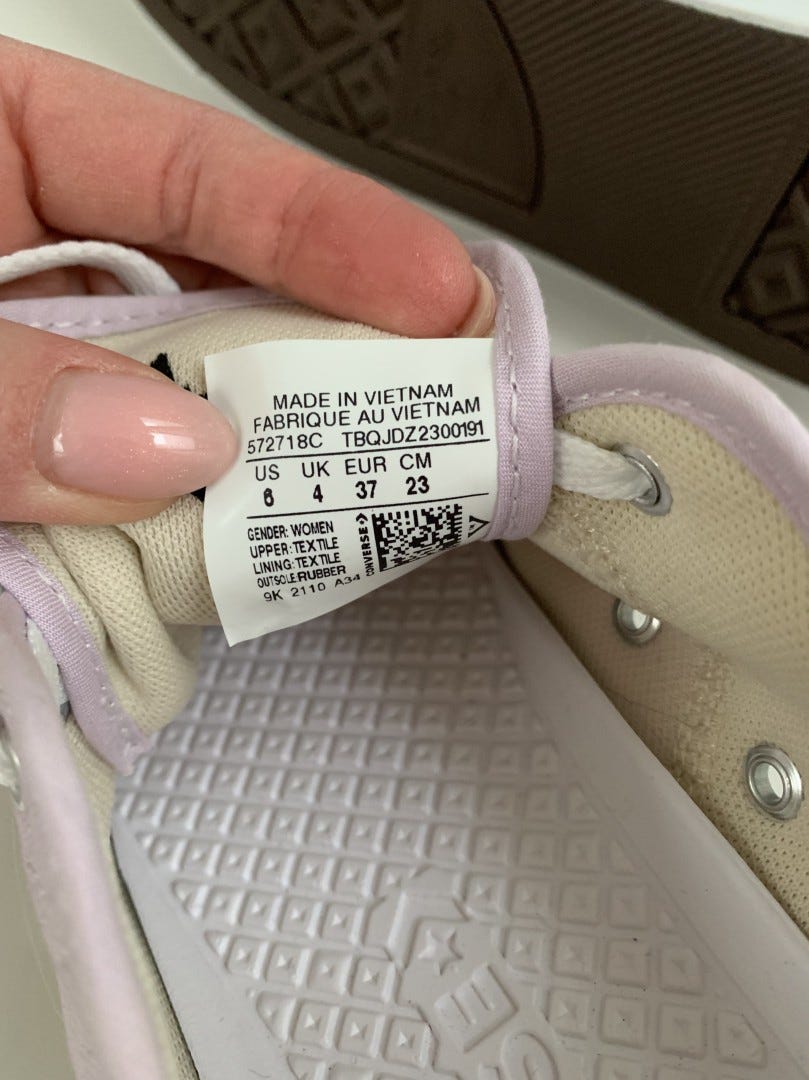 MADE IN VIETNAM
FABRIQUE AU VIETNAM
572718C TBQJDZ2300191
US UK EUR CM
6 4 37 23
GENDER: WOMEN
UPPER: TEXTILE
LINING: TEXTILE
OUTSOLE:RUBBER
9K 2110 A34
CONVERSE
SE